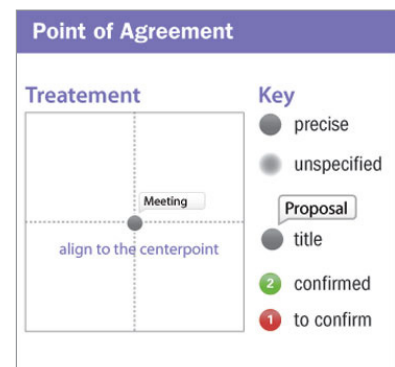 Point of Agreement
Treatement
Meeting
align to the centerpoint
Key
precise
unspecified
Proposal
title
2 confirmed
1 to confirm